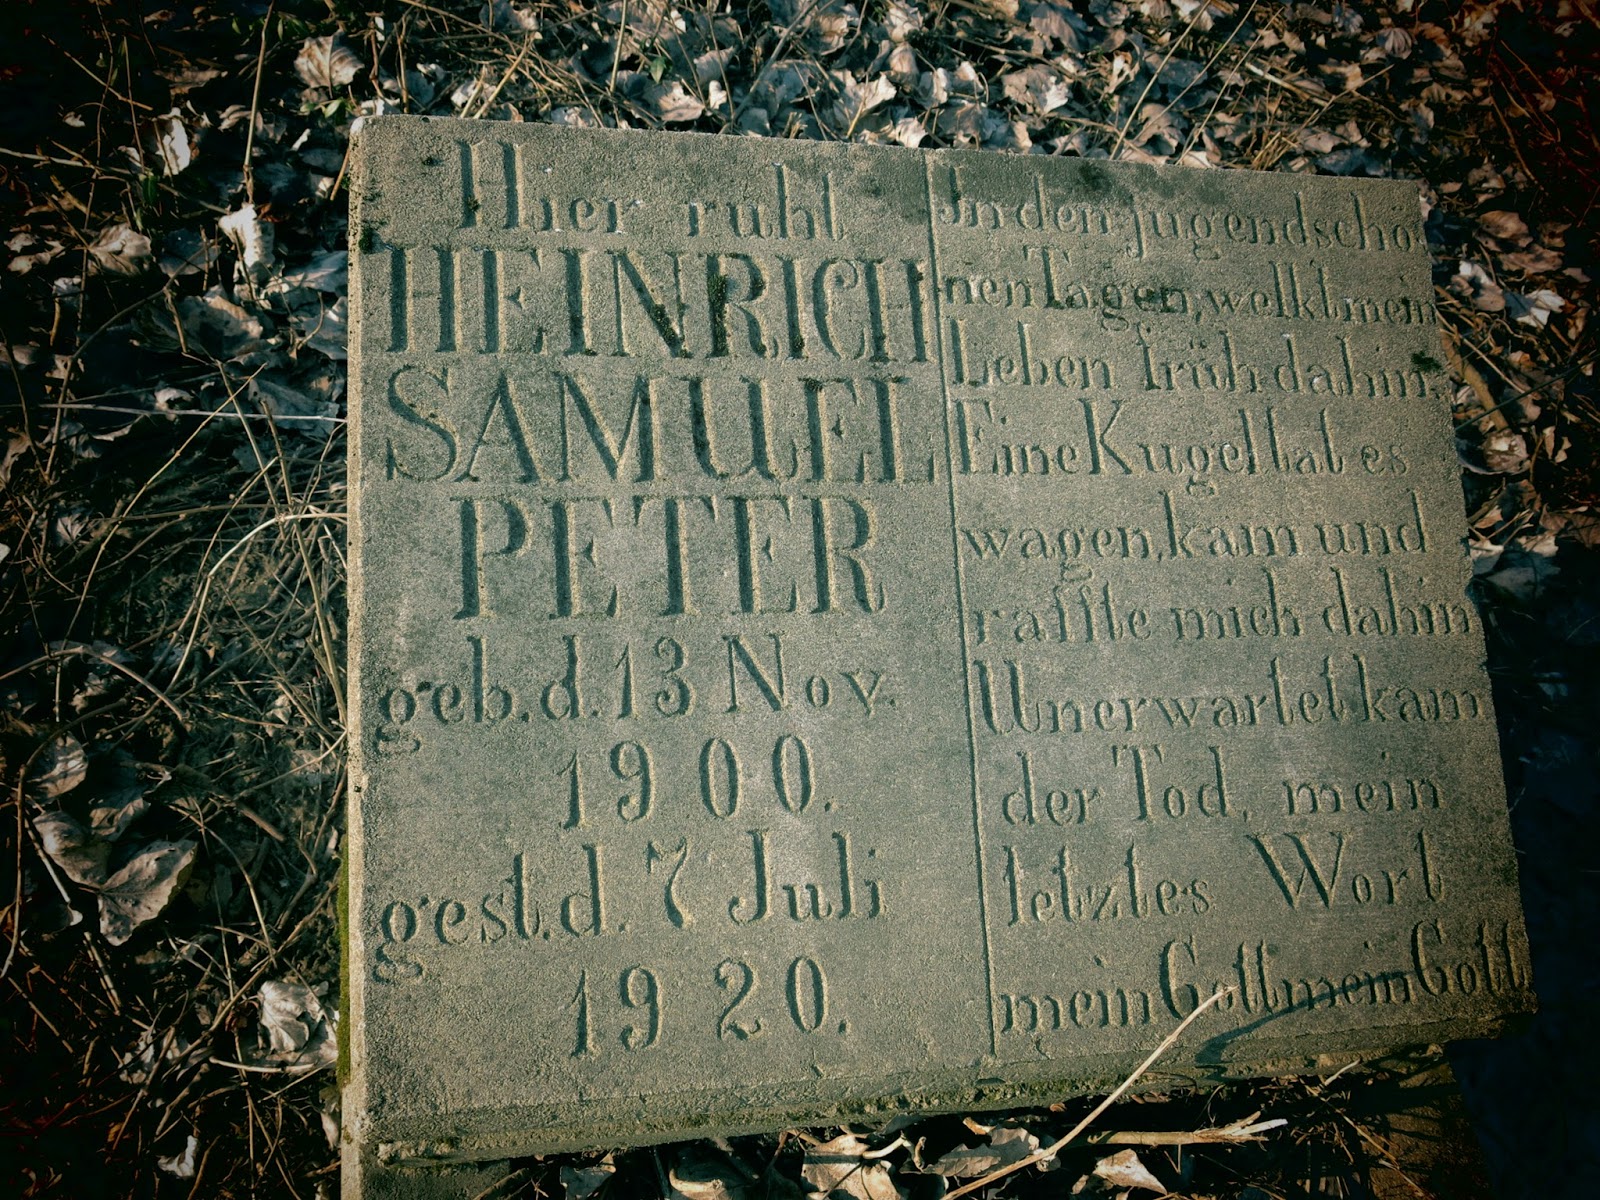 Hier ruht
HEINRICH
SAMUEL
PETER
geb. d. 13 Nov.
1900.
gest. d. 7 Juli
1920.
In den jugendschö-
nen Tagen, welkt mein
Leben früh dahin.
Eine Kugel tat es
wagen, kam und
raffte mich dahin
Unerwartet kam
der Tod, mein
letztes Wort
mein Gott mein Gott